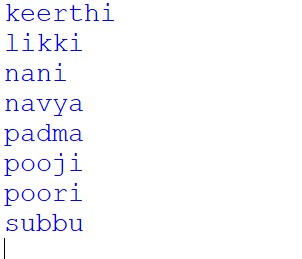 keerthi
likki
nani
navya
padma
pooji
poori
subbu